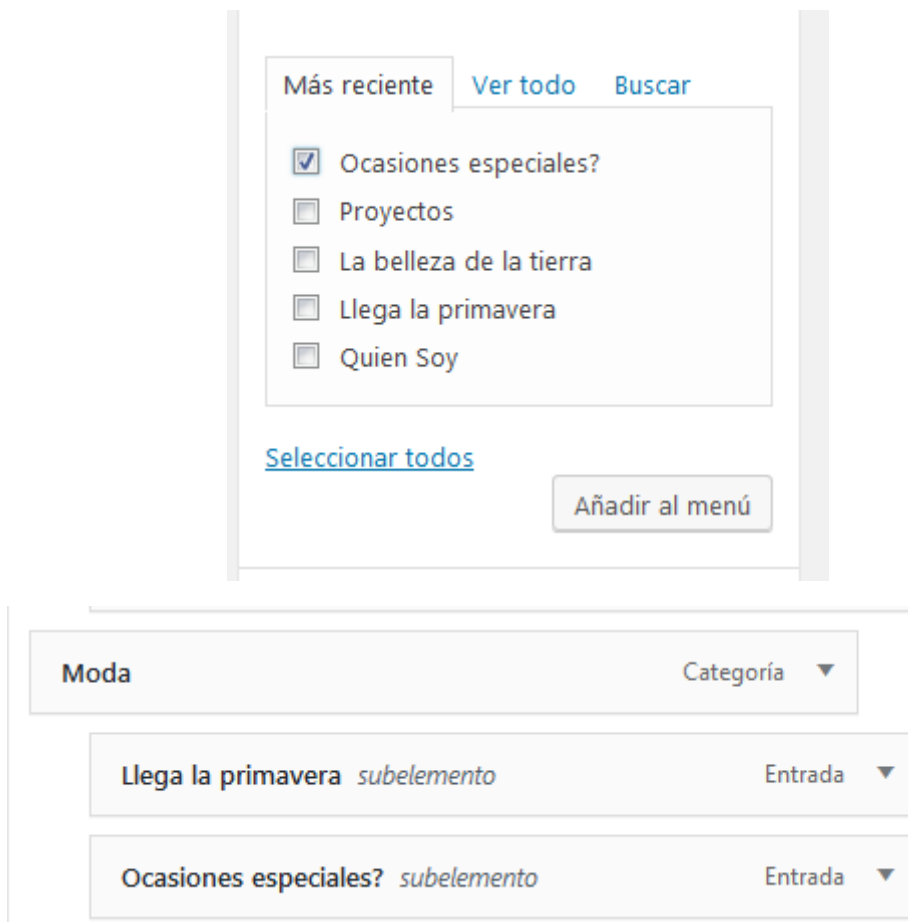 Más reciente Ver todo Buscar
Ocasiones especiales?
Proyectos
La belleza de la tierra
Llega la primavera
Quien Soy
Seleccionar todos
Añadir al menú
Moda Categoría
Llega la primavera subelemento Entrada
Ocasiones especiales? subelemento Entrada